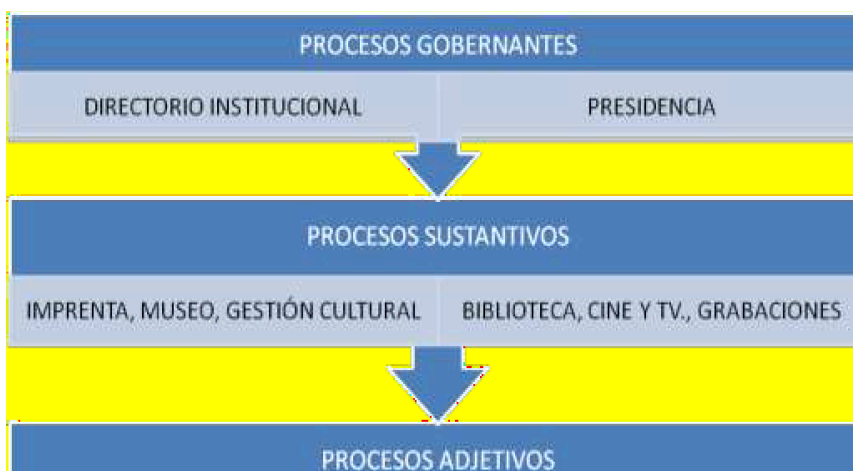 PROCESOS GOBERNANTES
DIRECTORIO INSTITUCIONAL
PRESIDENCIA
PROCESOS SUSTANTIVOS
IMPRENTA, MUSEO, GESTIÓN CULTURAL
BIBLIOTECA, CINE Y TV., GRABACIONES
PROCESOS ADJETIVOS